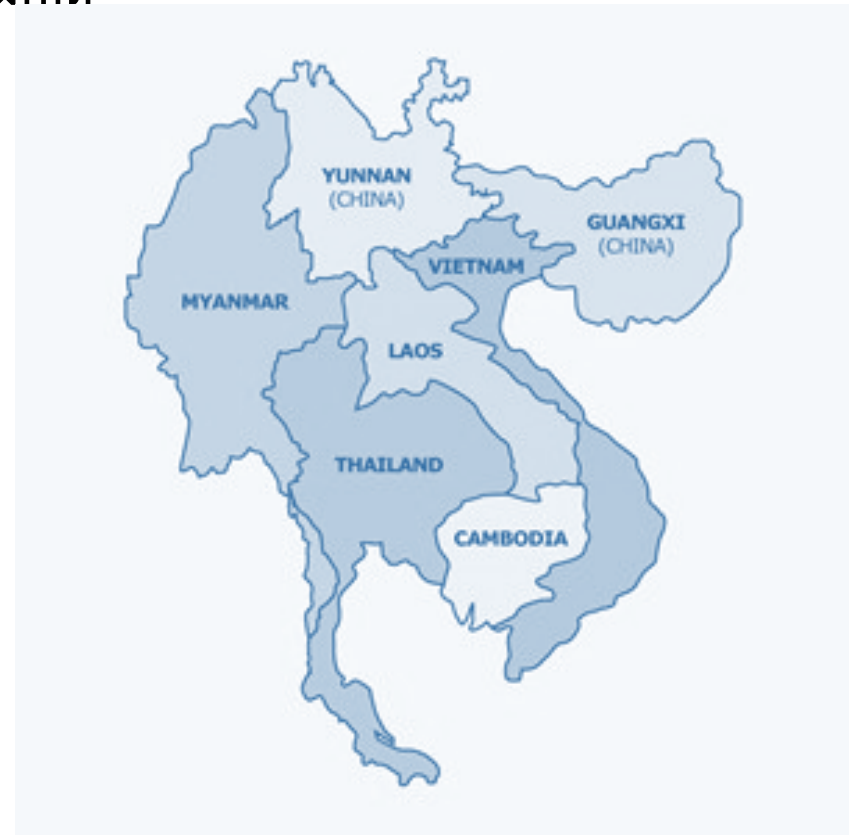 YUNNAN
(CHINA)
GUANGXI
(CHINA)
VIETNAM
MYANMAR
LAOS
THAILAND
CAMBODIA